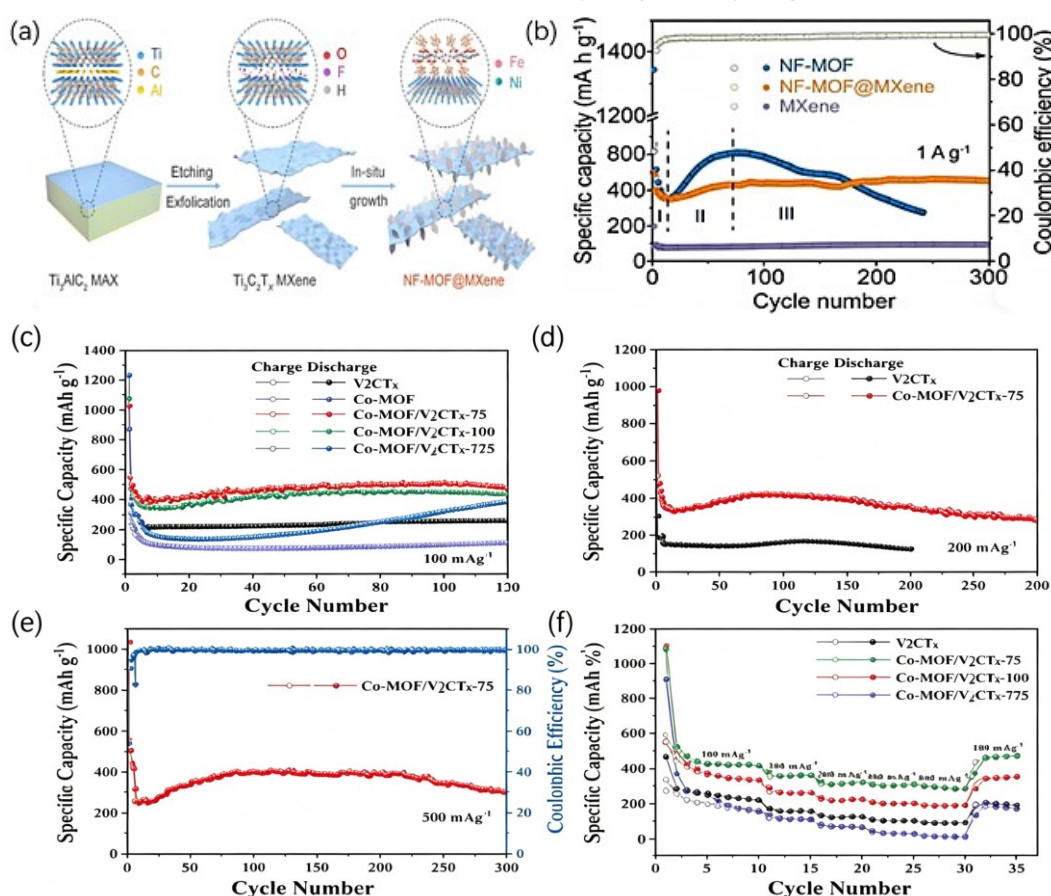 (a)
Ti
C
Al
O
F
H
Fe
Ni
Etching
Exfolication
In-situ
growth
Ti3AlC2 MAX
Ti3C2Tx MXene
NF-MOF@MXene
(b)
Specific capacity (mA h g-1)
1400
1200
800
400
200
0
NF-MOF
NF-MOF@MXene
MXene
1 A g-1
I
II
III
0
100
200
300
Cycle number
100
80
60
40
20
0
Coulombic efficiency (%)
(c)
Specific Capacity (mAh g-1)
1400
1200
1000
800
600
400
200
0
Charge Discharge
V2CTx
Co-MOF
Co-MOF/V2CTx-75
Co-MOF/V2CTx-100
Co-MOF/V2CTx-775
100 mAg-1
0
20
40
60
80
100
120
Cycle Number
(d)
Specific Capacity (mAh g-1)
1200
1000
800
600
400
200
0
Charge Discharge
V2CTx
Co-MOF/V2CTx-75
200 mAg-1
0
50
100
150
200
250
200
Cycle Number
(e)
Specific Capacity (mAh g-1)
1000
800
600
400
200
0
Co-MOF/V2CTx-75
500 mAg-1
0
50
100
150
200
250
300
Cycle Number
100
80
60
40
20
0
Coulombic Efficiency (%)
(f)
Specific Capacity (mAh %1)
1200
1000
800
600
400
200
0
V2CTx
Co-MOF/V2CTx-75
Co-MOF/V2CTx-100
Co-MOF/V2CTx-775
100 mAg-1
0
5
10
15
20
25
30
35
Cycle Number